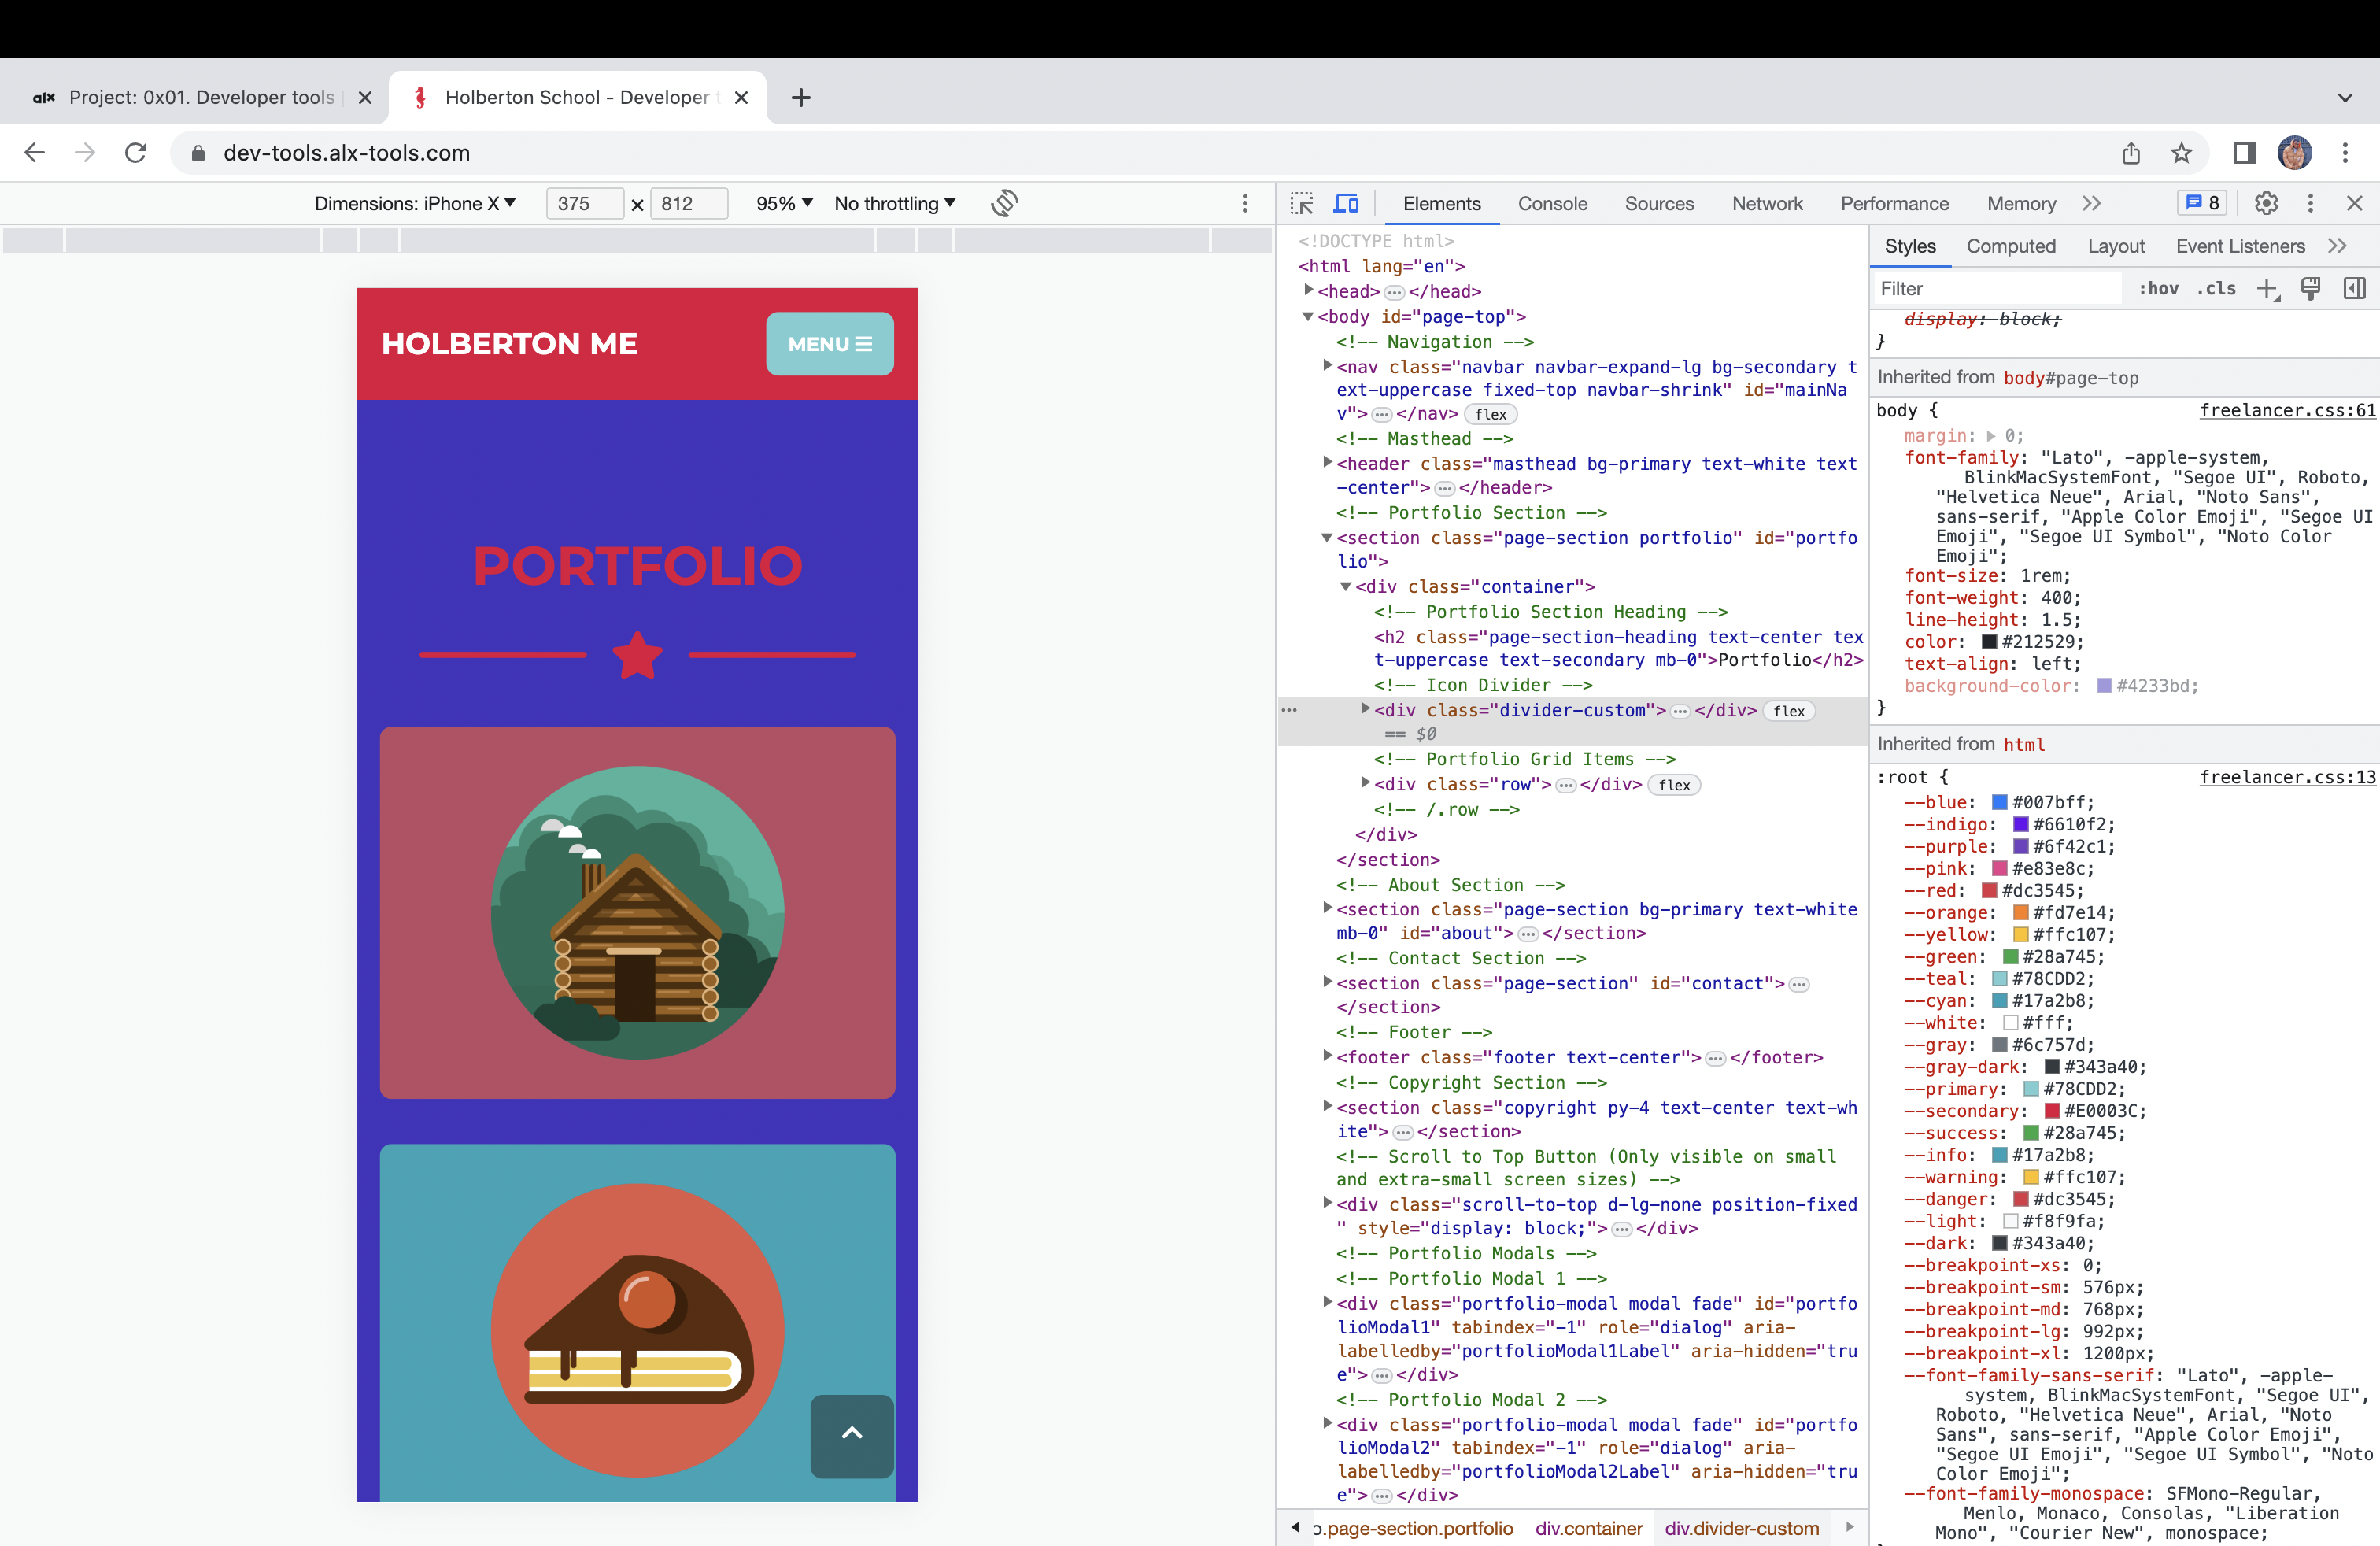 alx Project: 0x01. Developer tools
Holberton School - Developer t
dev-tools.alx-tools.com
Dimensions: iPhone X ▼ 375 × 812 95% ▼ No throttling ▼
HOLBERTON ME
MENU
PORTFOLIO
Elements Console Sources Network Performance Memory 8
<!DOCTYPE html>
<html lang="en">
<head>…</head>
<body id="page-top">
<!-- Navigation -->
<nav class="navbar navbar-expand-lg bg-secondary t
ext-uppercase fixed-top navbar-shrink" id="mainNa
v">…</nav> flex
<!-- Masthead -->
<header class="masthead bg-primary text-white text
-center">…</header>
<!-- Portfolio Section -->
<section class="page-section portfolio" id="portfo
lio">
<div class="container">
<!-- Portfolio Section Heading -->
<h2 class="page-section-heading text-center tex
t-uppercase text-secondary mb-0">Portfolio</h2>
<!-- Icon Divider -->
<div class="divider-custom">…</div> flex
== $0
<!-- Portfolio Grid Items -->
<div class="row">…</div> flex
<!-- /.row -->
</div>
</section>
<!-- About Section -->
<section class="page-section bg-primary text-white
mb-0" id="about">…</section>
<!-- Contact Section -->
<section class="page-section" id="contact">…
</section>
<!-- Footer -->
<footer class="footer text-center">…</footer>
<!-- Copyright Section -->
<section class="copyright py-4 text-center text-wh
ite">…</section>
<!-- Scroll to Top Button (Only visible on small
and extra-small screen sizes) -->
<div class="scroll-to-top d-lg-none position-fixed
" style="display: block;">…</div>
<!-- Portfolio Modals -->
<!-- Portfolio Modal 1 -->
<div class="portfolio-modal modal fade" id="portfo
lioModal1" tabindex="-1" role="dialog" aria-
labelledby="portfolioModal1Label" aria-hidden="tru
e">…</div>
<!-- Portfolio Modal 2 -->
<div class="portfolio-modal modal fade" id="portfo
lioModal2" tabindex="-1" role="dialog" aria-
labelledby="portfolioModal2Label" aria-hidden="tru
e">…</div>
o.page-section.portfolio div.container div.divider-custom
Styles Computed Layout Event Listeners
Filter :hov .cls
display: block;
}
Inherited from body#page-top
body { freelancer.css:61
margin: 0;
font-family: "Lato", -apple-system,
BlinkMacSystemFont, "Segoe UI", Roboto,
"Helvetica Neue", Arial, "Noto Sans",
sans-serif, "Apple Color Emoji", "Segoe UI
Emoji", "Segoe UI Symbol", "Noto Color
Emoji";
font-size: 1rem;
font-weight: 400;
line-height: 1.5;
color: #212529;
text-align: left;
background-color: #4233bd;
}
Inherited from html
:root { freelancer.css:13
--blue: #007bff;
--indigo: #6610f2;
--purple: #6f42c1;
--pink: #e83e8c;
--red: #dc3545;
--orange: #fd7e14;
--yellow: #ffc107;
--green: #28a745;
--teal: #78CDD2;
--cyan: #17a2b8;
--white: #fff;
--gray: #6c757d;
--gray-dark: #343a40;
--primary: #78CDD2;
--secondary: #E0003C;
--success: #28a745;
--info: #17a2b8;
--warning: #ffc107;
--danger: #dc3545;
--light: #f8f9fa;
--dark: #343a40;
--breakpoint-xs: 0;
--breakpoint-sm: 576px;
--breakpoint-md: 768px;
--breakpoint-lg: 992px;
--breakpoint-xl: 1200px;
--font-family-sans-serif: "Lato", -apple-
system, BlinkMacSystemFont, "Segoe UI",
Roboto, "Helvetica Neue", Arial, "Noto
Sans", sans-serif, "Apple Color Emoji",
"Segoe UI Emoji", "Segoe UI Symbol", "Noto
Color Emoji";
--font-family-monospace: SFMono-Regular,
Menlo, Monaco, Consolas, "Liberation
Mono", "Courier New", monospace;